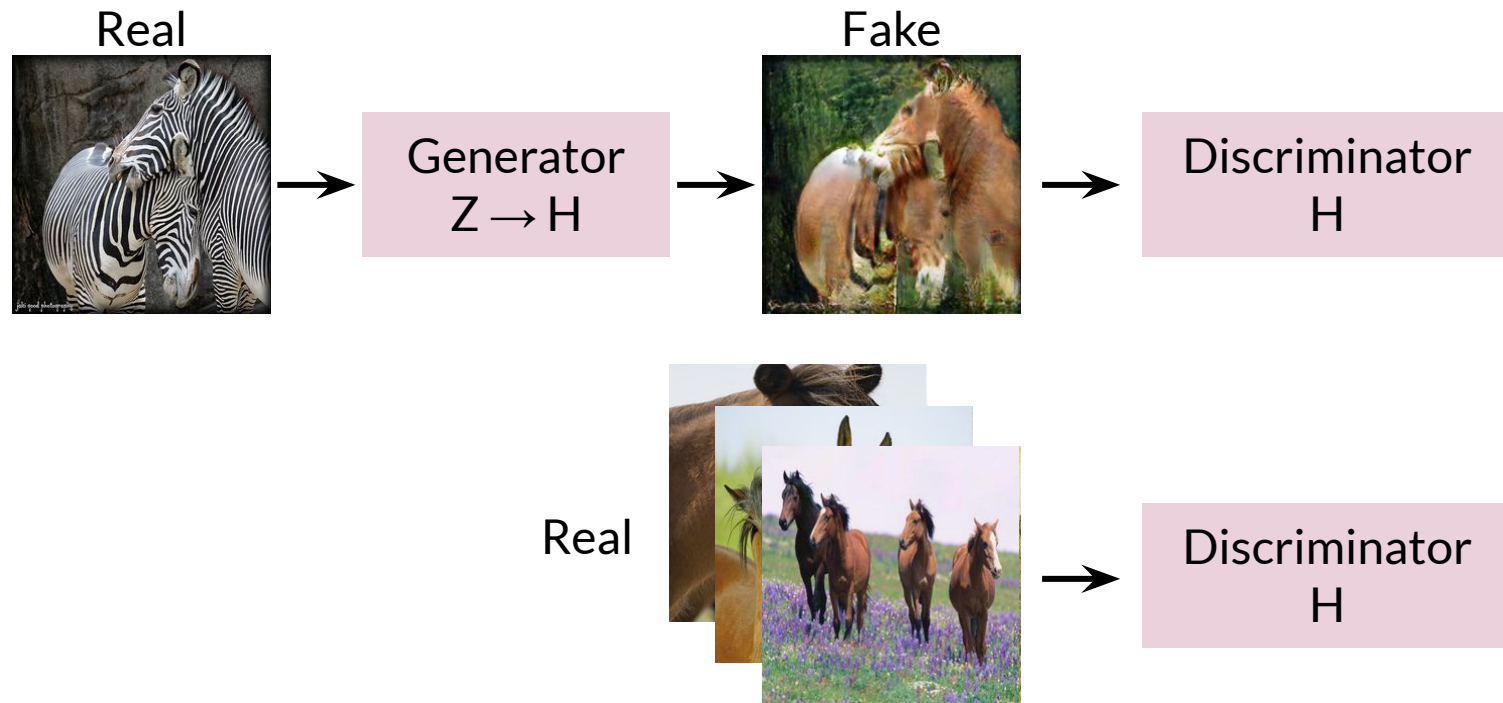 Real
Fake
Generator
Z → H
Discriminator
H
Real
Discriminator
H